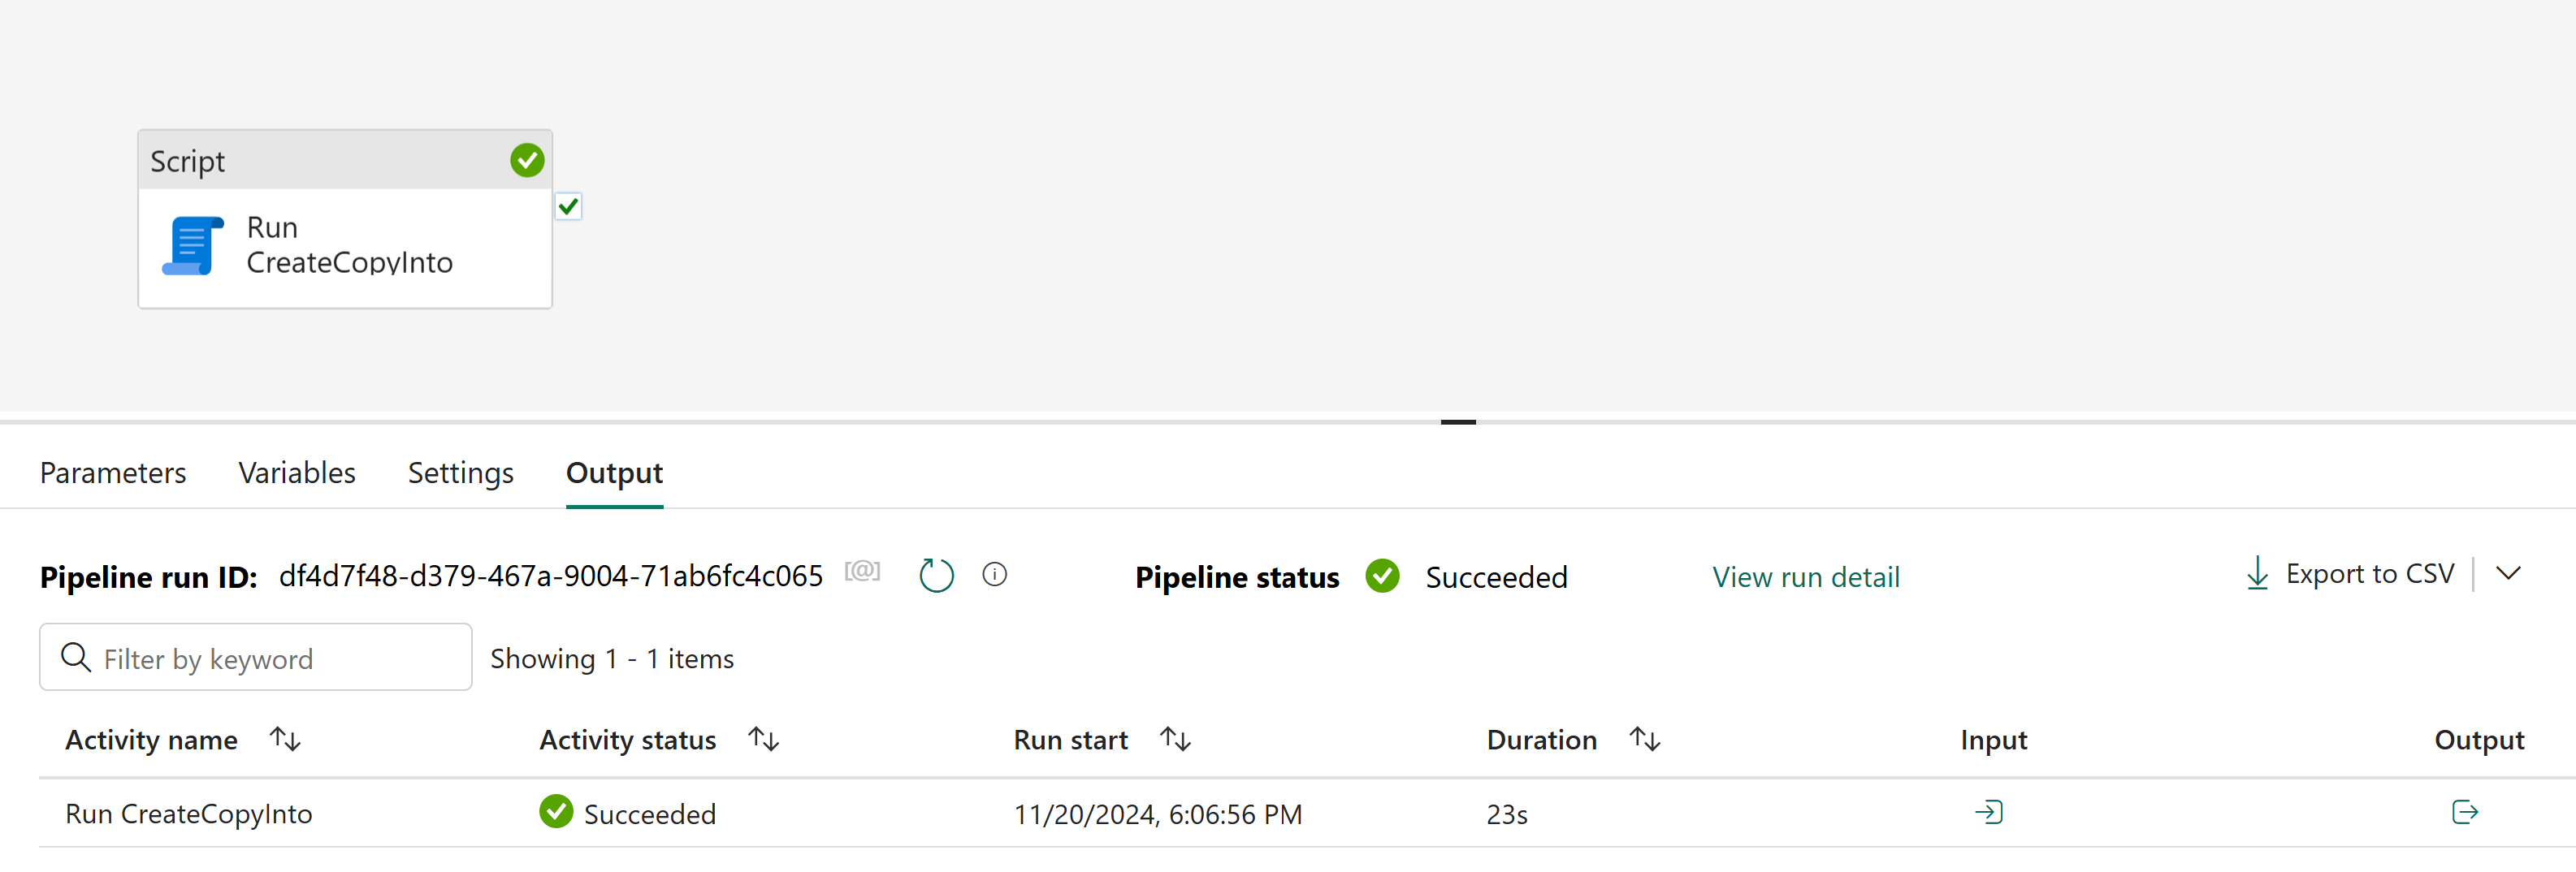 Script
Run
CreateCopyInto
Parameters Variables Settings Output
Pipeline run ID: df4d7f48-d379-467a-9004-71ab6fc4c065 [@] Pipeline status Succeeded View run detail Export to CSV
Filter by keyword Showing 1 - 1 items
Activity name Activity status Run start Duration Input Output
Run CreateCopyInto Succeeded 11/20/2024, 6:06:56 PM 23s